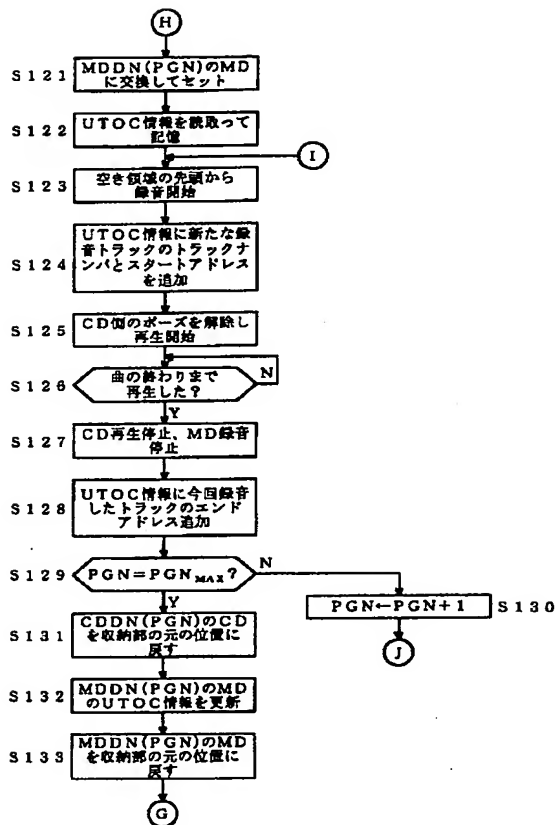 H
S121
MDDN(PGN)のMD
に交換してセット
S122
UTOC情報を読取って
記憶
I
S123
空き領域の先頭から
録音開始
S124
UTOC情報に新たな録
音トラックのトラックナ
ンバとスタートアドレス
を追加
S125
CD側のポーズを解除し
再生開始
S126
曲の終わりまで
再生した?
N
Y
S127
CD再生停止、MD録音
停止
S128
UTOC情報に今回録音
したトラックのエンド
アドレス追加
S129
PGN=PGNMAX?
N
Y
PGN←PGN+1
S130
J
S131
CDDN(PGN)のCD
を収納部の元の位置に
戻す
S132
MDDN(PGN)のMD
のUTOC情報を更新
S133
MDDN(PGN)のMD
を収納部の元の位置に
戻す
G